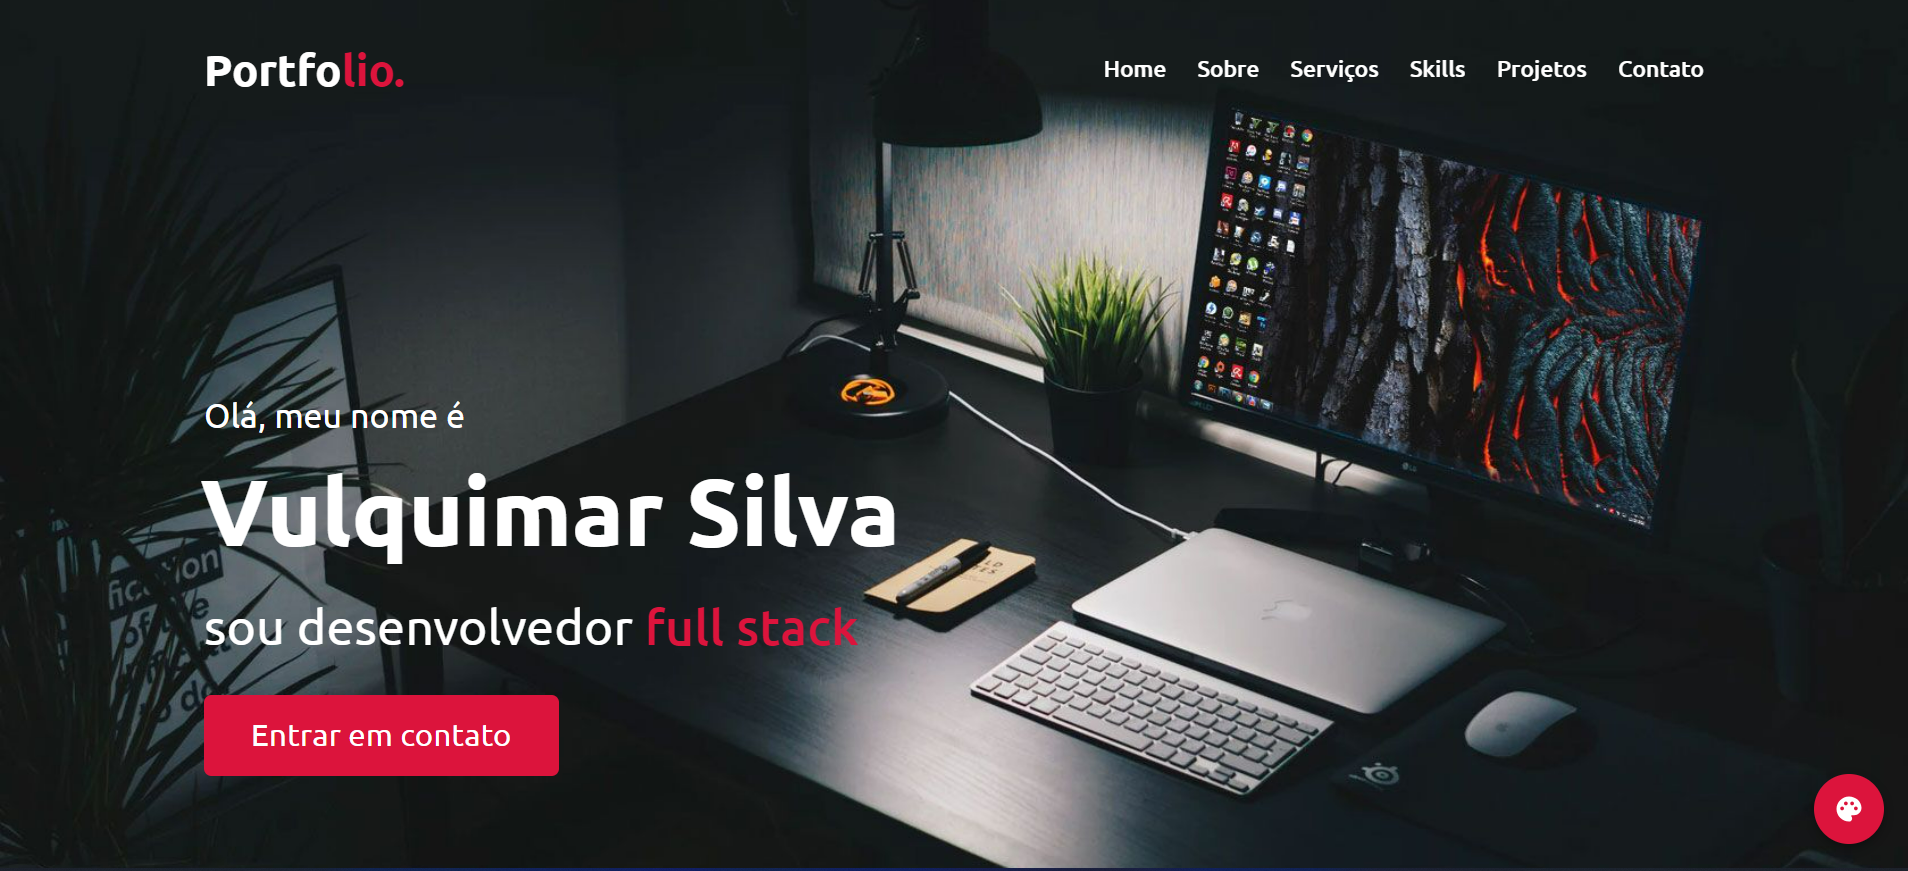 Portfolio.
Home Sobre Serviços Skills Projetos Contato
Olá, meu nome é
Vulquimar Silva
sou desenvolvedor full stack
Entrar em contato
LG